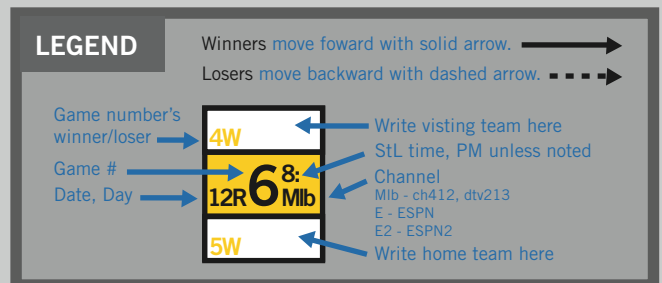 LEGEND
Winners move foward with solid arrow.
Losers move backward with dashed arrow.
Game number's
winner/loser
Game #
Date, Day
4W
12R 6 8: Mlb
5W
Write visting team here
StL time, PM unless noted
Channel
Mlb - ch412, dtv213
E - ESPN
E2 - ESPN2
Write home team here